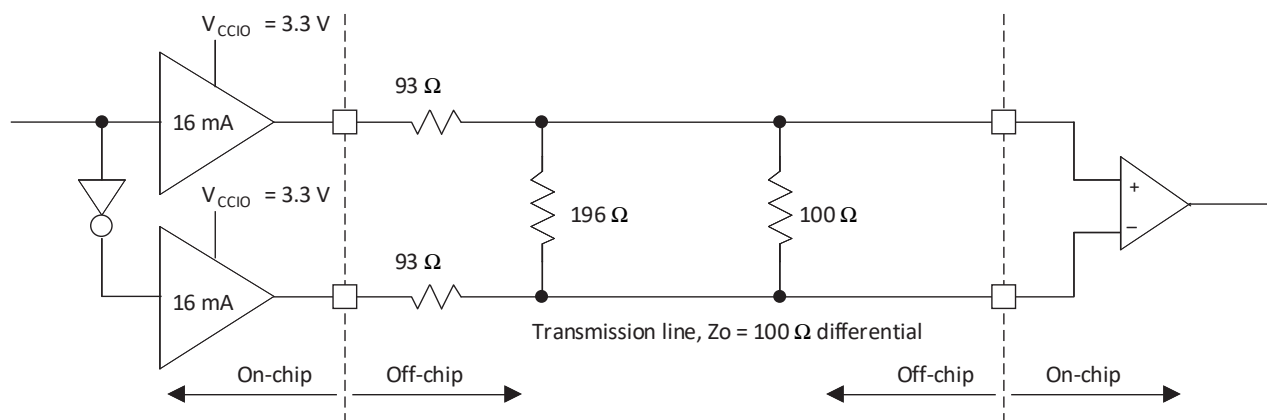 V_CCIO = 3.3 V
93 Ω
16 mA
+
−
V_CCIO = 3.3 V
196 Ω
100 Ω
93 Ω
16 mA
Transmission line, Zo = 100 Ω differential
On-chip
Off-chip
Off-chip
On-chip